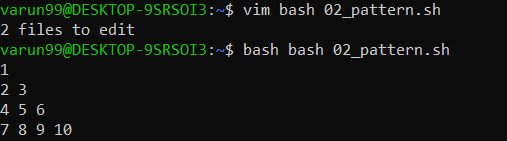 varun99@DESKTOP-9SRSOI3:~$ vim bash 02_pattern.sh
2 files to edit
varun99@DESKTOP-9SRSOI3:~$ bash bash 02_pattern.sh
1
2 3
4 5 6
7 8 9 10